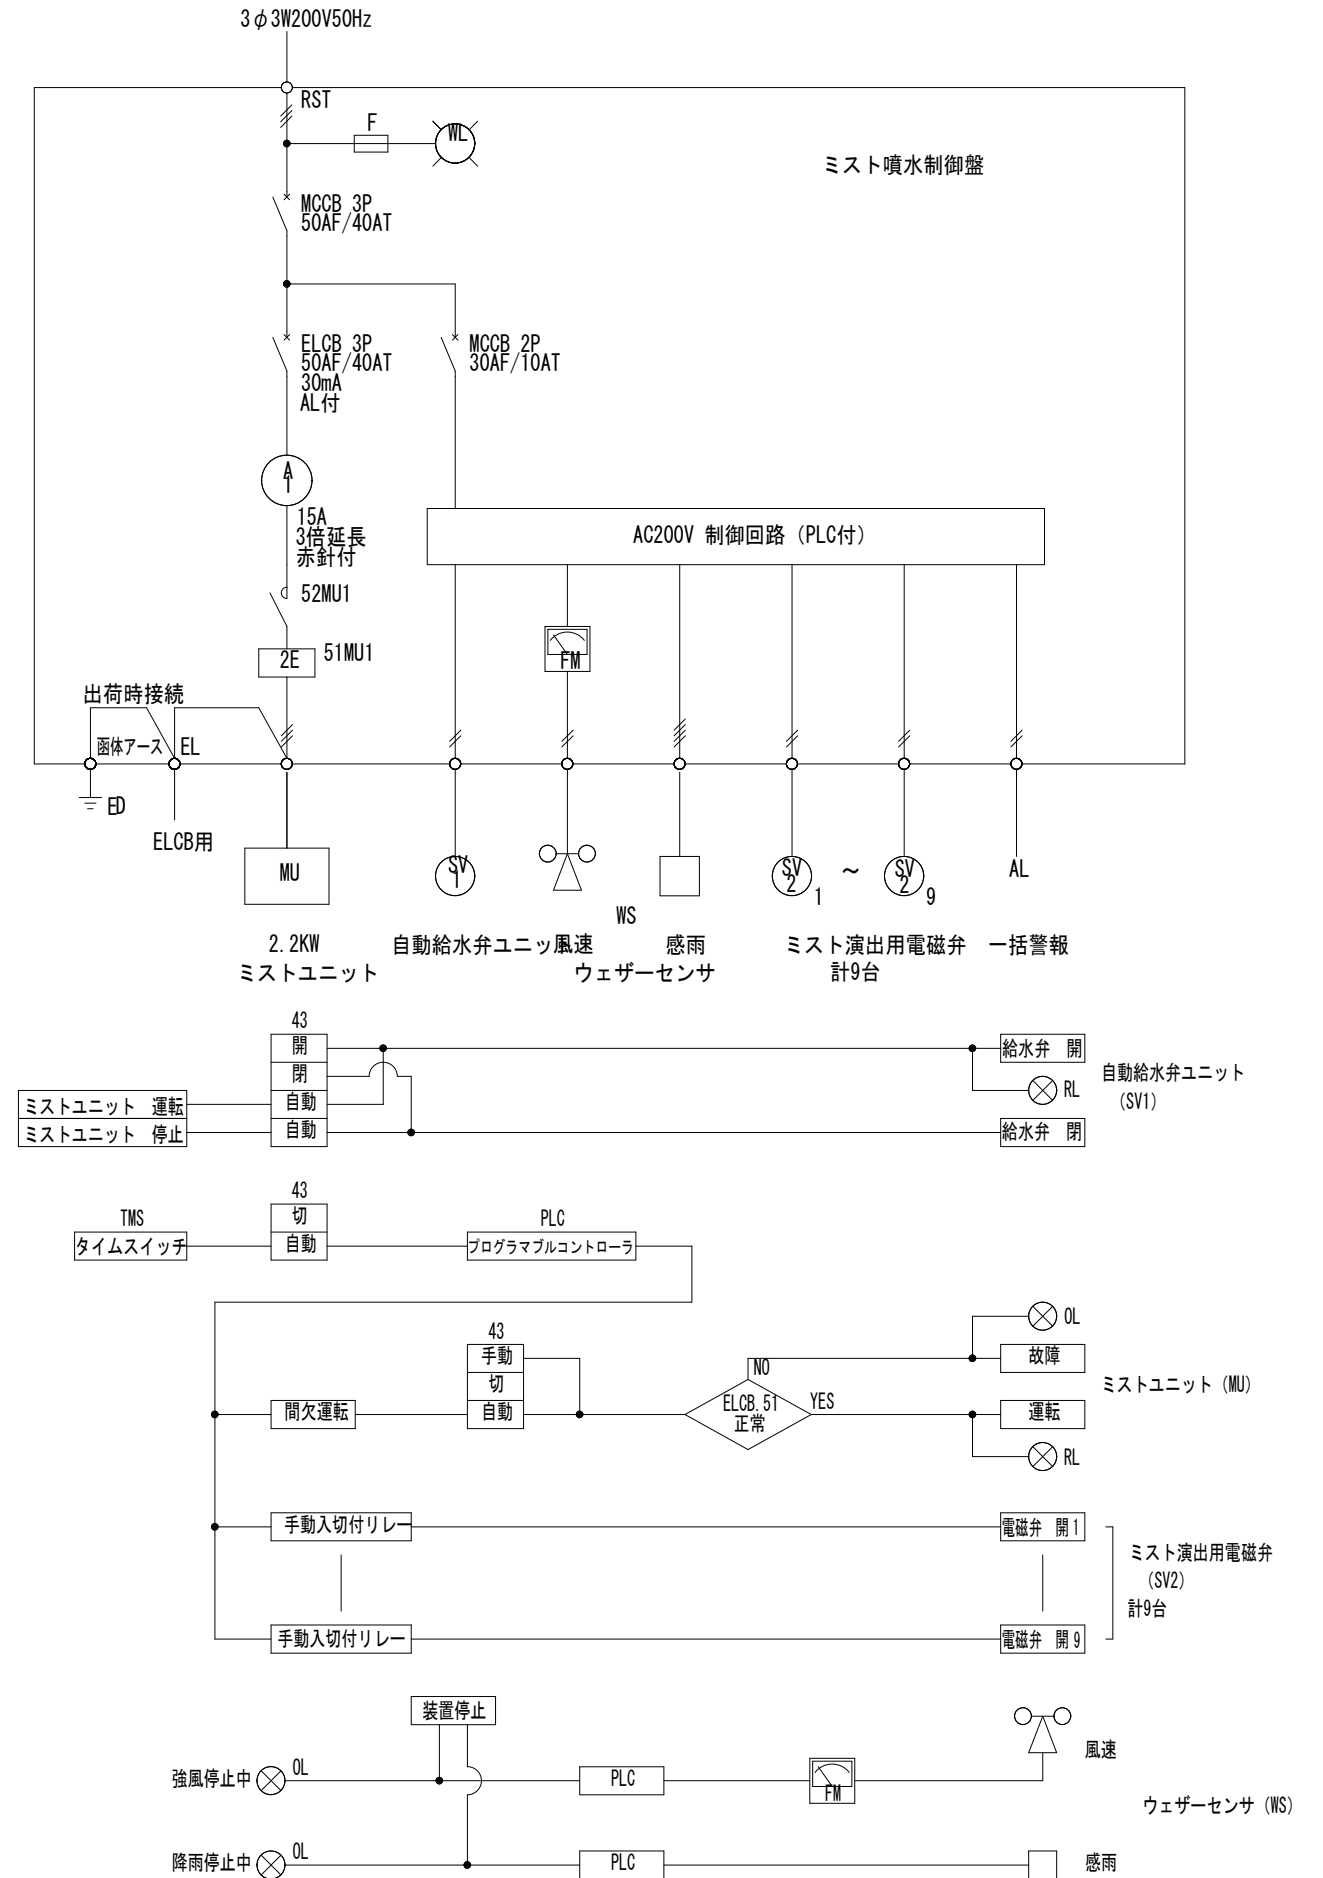 3φ3W200V50Hz
RST
F
WL
ミスト噴水制御盤
MCCB 3P
50AF/40AT
ELCB 3P
50AF/40AT
30mA
AL付
MCCB 2P
30AF/10AT
A
1
15A
3倍延長
赤針付
AC200V 制御回路（PLC付）
52MU1
2E
51MU1
FM
出荷時接続
函体アース
EL
ED
ELCB用
MU
SV
1
SV
2
1
～
SV
2
9
AL
WS
2.2KW
ミストユニット
自動給水弁ユニット
風速
感雨
ウェザーセンサ
ミスト演出用電磁弁
計9台
一括警報
43
開
閉
自動
自動
ミストユニット　運転
ミストユニット　停止
給水弁　開
RL
給水弁　閉
自動給水弁ユニット
（SV1）
43
切
自動
TMS
タイムスイッチ
PLC
プログラマブルコントローラ
43
手動
切
自動
間欠運転
ELCB.51
正常
NO
YES
OL
故障
運転
RL
ミストユニット（MU）
手動入切付リレー
電磁弁　開1
手動入切付リレー
電磁弁　開9
ミスト演出用電磁弁
（SV2）
計9台
装置停止
強風停止中
OL
PLC
FM
風速
ウェザーセンサ（WS）
降雨停止中
OL
PLC
感雨